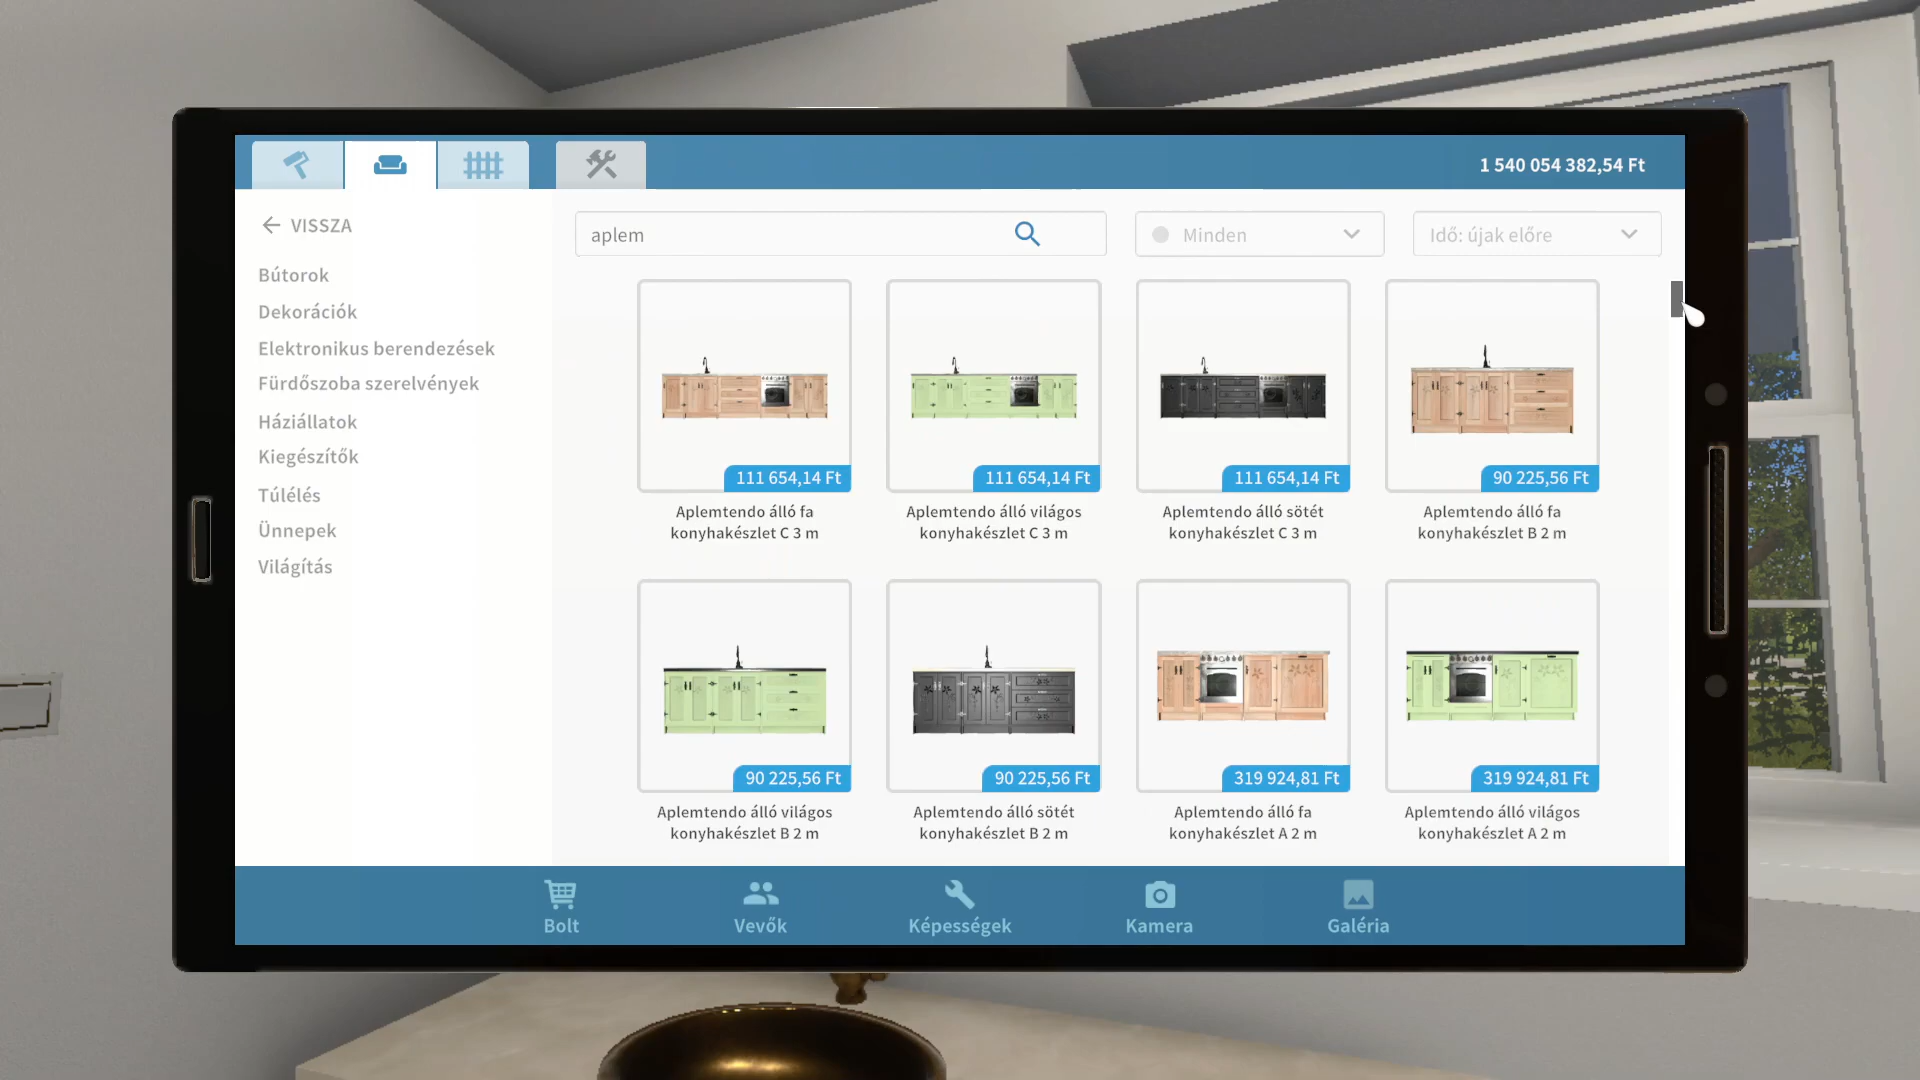 1 540 054 382,54 Ft
VISSZA
aplem
Minden
Idő: újak előre
Bútorok
Dekorációk
Elektronikus berendezések
Fürdőszoba szerelvények
Háziállatok
Kiegészítők
Túlélés
Ünnepek
Világítás
111 654,14 Ft
111 654,14 Ft
111 654,14 Ft
90 225,56 Ft
Aplemtendo álló fa
konyhakészlet C 3 m
Aplemtendo álló világos
konyhakészlet C 3 m
Aplemtendo álló sötét
konyhakészlet C 3 m
Aplemtendo álló fa
konyhakészlet B 2 m
90 225,56 Ft
90 225,56 Ft
319 924,81 Ft
319 924,81 Ft
Aplemtendo álló világos
konyhakészlet B 2 m
Aplemtendo álló sötét
konyhakészlet B 2 m
Aplemtendo álló fa
konyhakészlet A 2 m
Aplemtendo álló világos
konyhakészlet A 2 m
Bolt
Vevők
Képességek
Kamera
Galéria